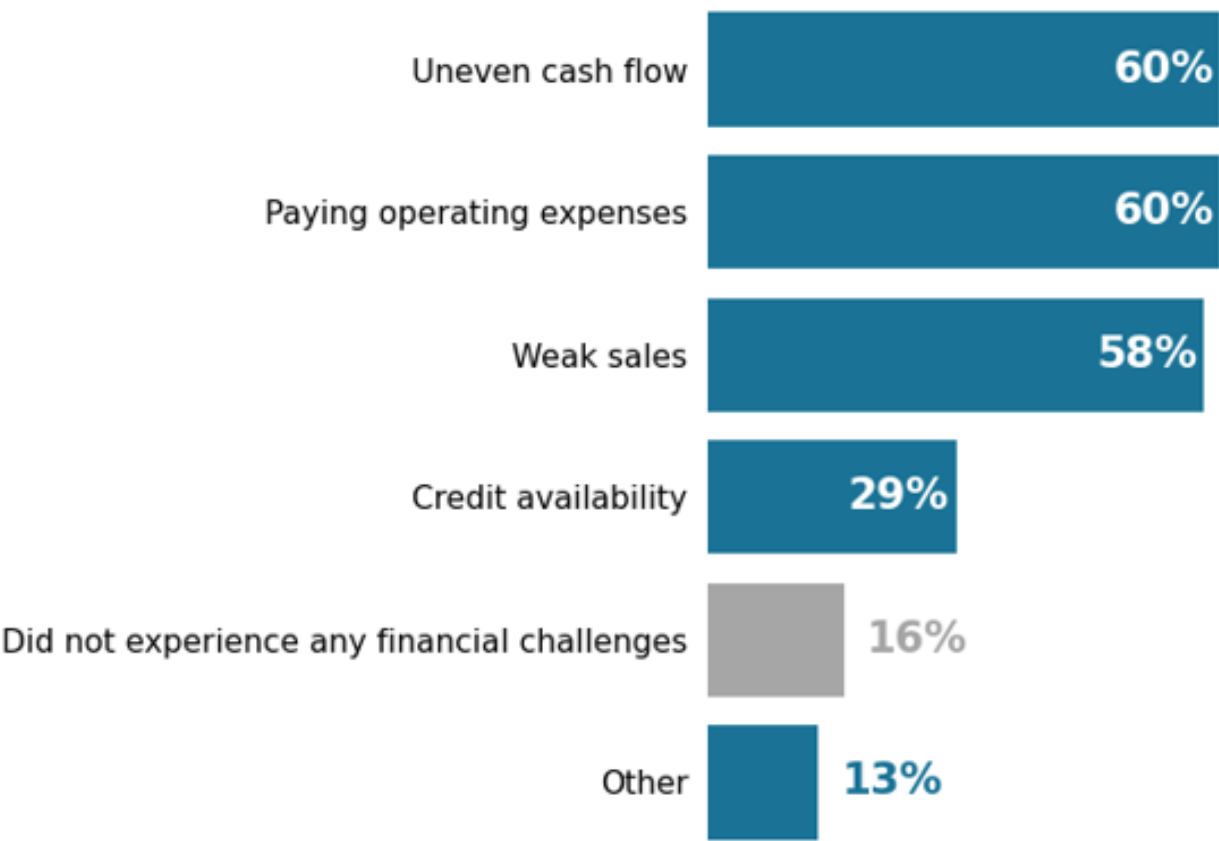 Uneven cash flow 60%
Paying operating expenses 60%
Weak sales 58%
Credit availability 29%
Did not experience any financial challenges 16%
Other 13%